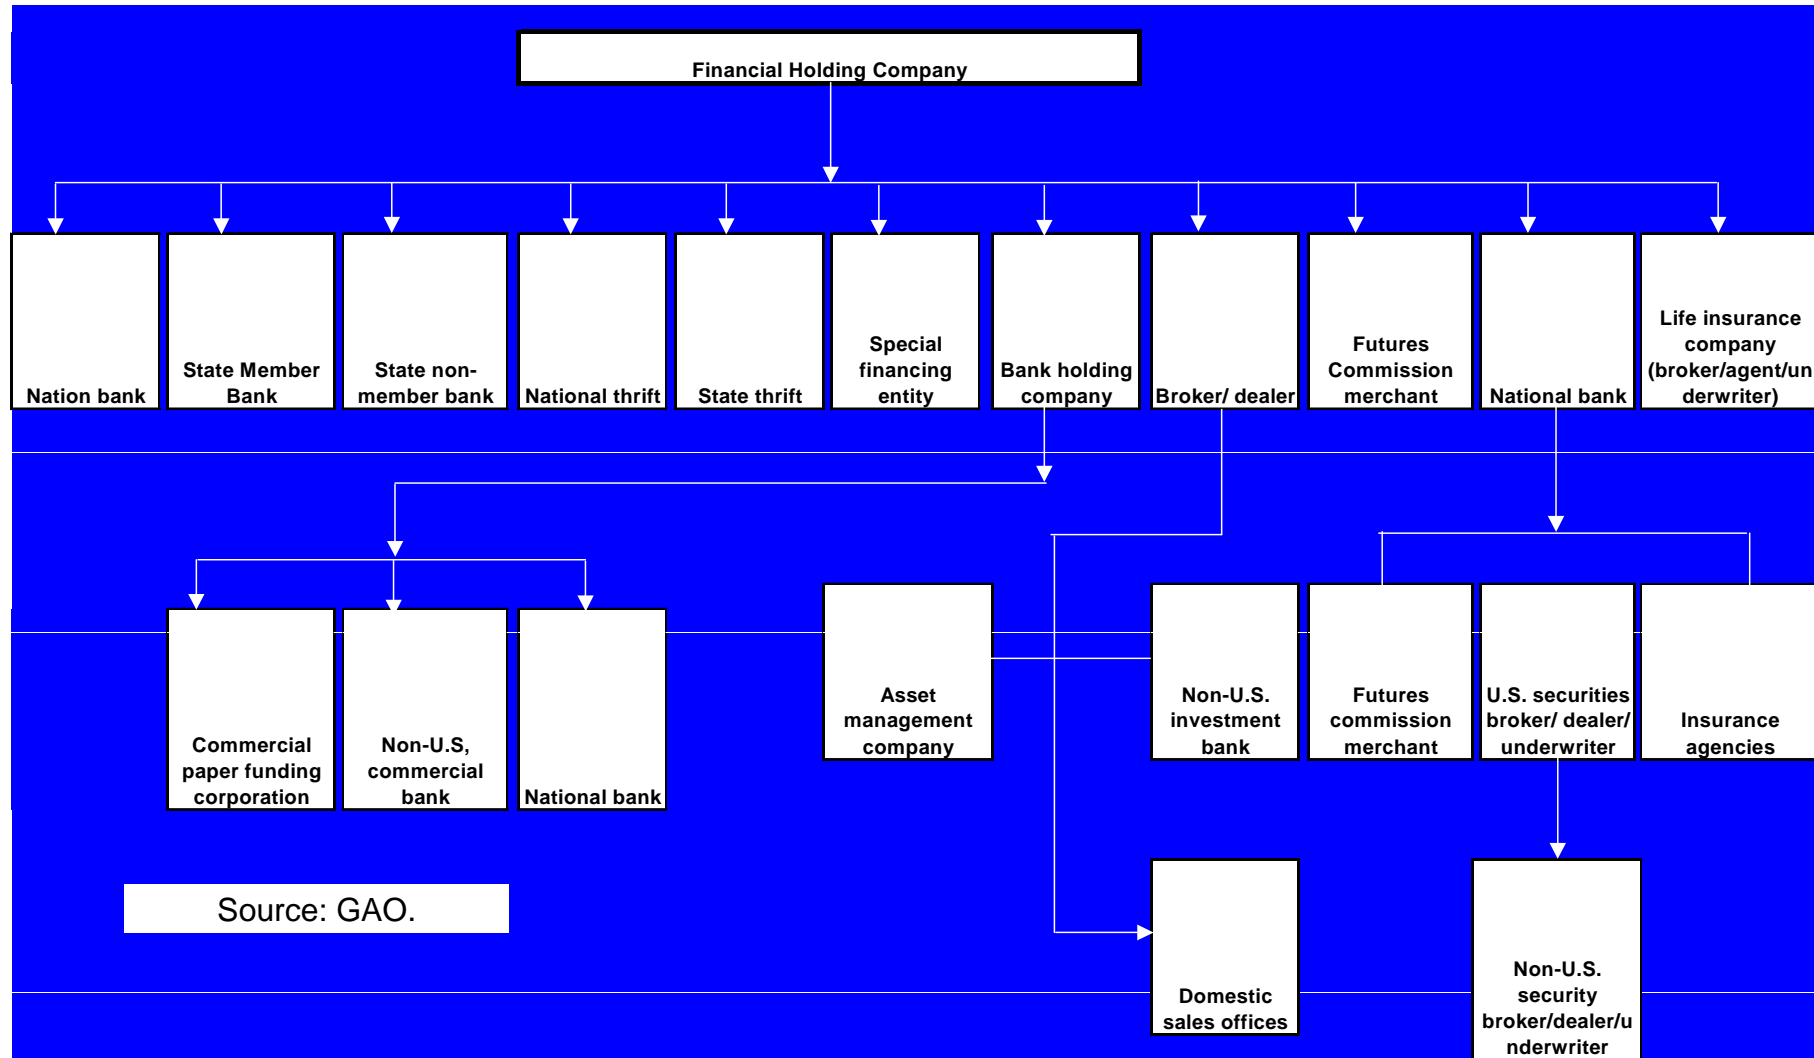 Financial Holding Company
Nation bank
State Member
Bank
State non-
member bank
National thrift
State thrift
Special
financing
entity
Bank holding
company
Broker/ dealer
Futures
Commission
merchant
National bank
Life insurance
company
(broker/agent/un
derwriter)
Commercial
paper funding
corporation
Non-U.S,
commercial
bank
National bank
Asset
management
company
Non-U.S.
investment
bank
Futures
commission
merchant
U.S. securities
broker/ dealer/
underwriter
Insurance
agencies
Source: GAO.
Domestic
sales offices
Non-U.S.
security
broker/dealer/u
nderwriter